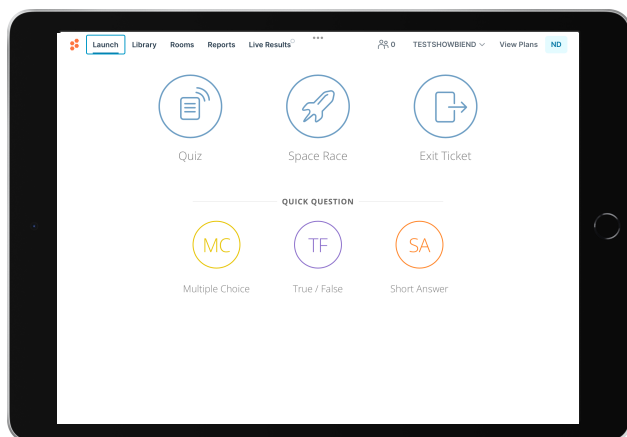 Launch Library Rooms Reports Live Results 0 TESTSHOWBIEND View Plans ND
Quiz Space Race Exit Ticket
QUICK QUESTION
MC TF SA
Multiple Choice True / False Short Answer